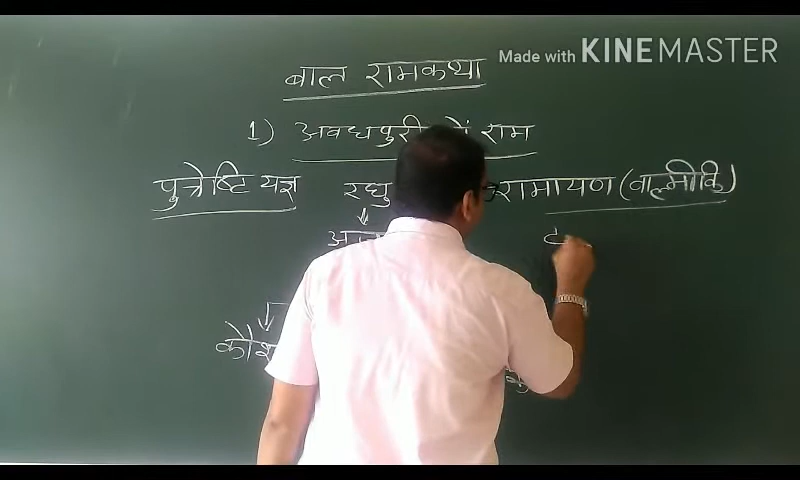 Made with KINEMASTER
बाल रामकथा
1) अवधपुरी में राम
पुत्रेष्टि यज्ञ रघु रामायण (वाल्मीकि)